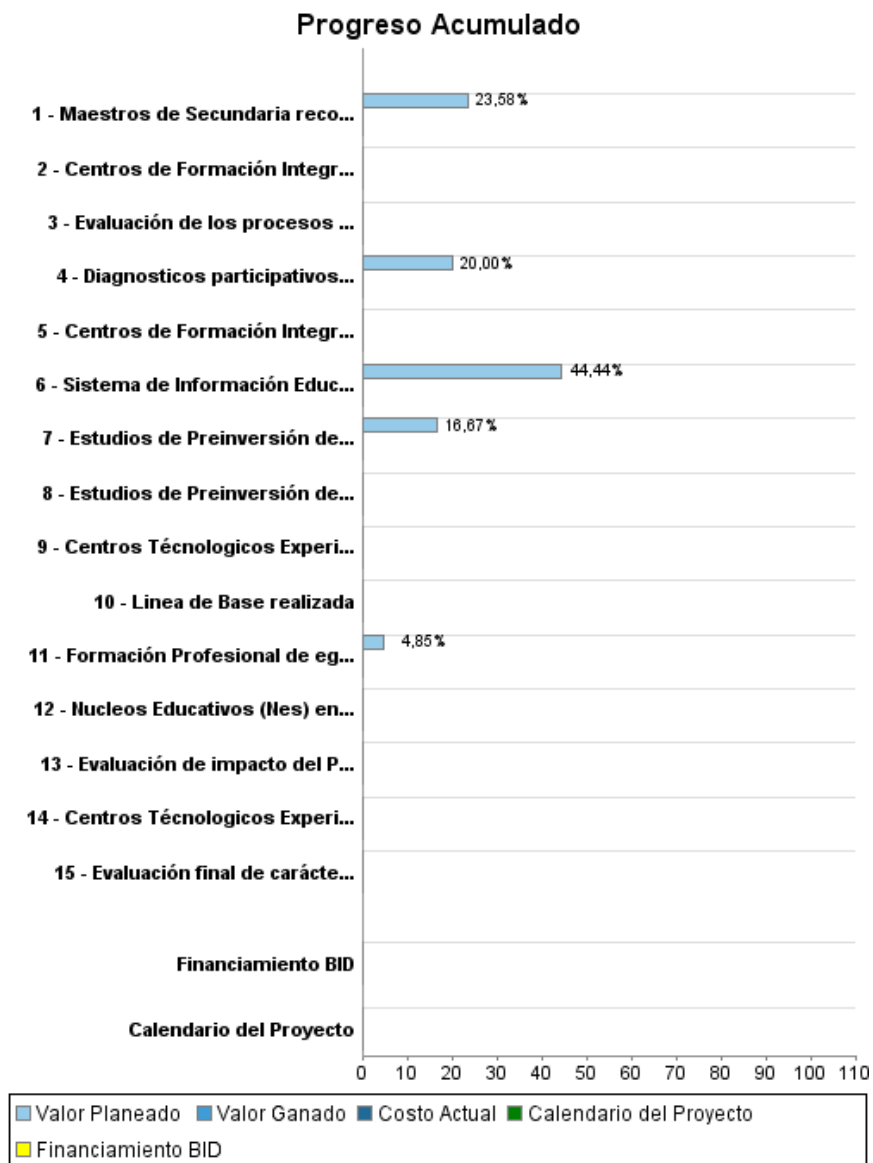 Progreso Acumulado
1 - Maestros de Secundaria reco...
23,58%
2 - Centros de Formación Integr...
3 - Evaluación de los procesos ...
4 - Diagnosticos participativos...
20,00%
5 - Centros de Formación Integr...
6 - Sistema de Información Educ...
44,44%
7 - Estudios de Preinversión de...
16,67%
8 - Estudios de Preinversión de...
9 - Centros Técnologicos Experi...
10 - Linea de Base realizada
11 - Formación Profesional de eg...
4,85%
12 - Nucleos Educativos (Nes) en...
13 - Evaluación de impacto del P...
14 - Centros Técnologicos Experi...
15 - Evaluación final de carácte...
Financiamiento BID
Calendario del Proyecto
0 10 20 30 40 50 60 70 80 90 100 110
Valor Planeado Valor Ganado Costo Actual Calendario del Proyecto
Financiamiento BID